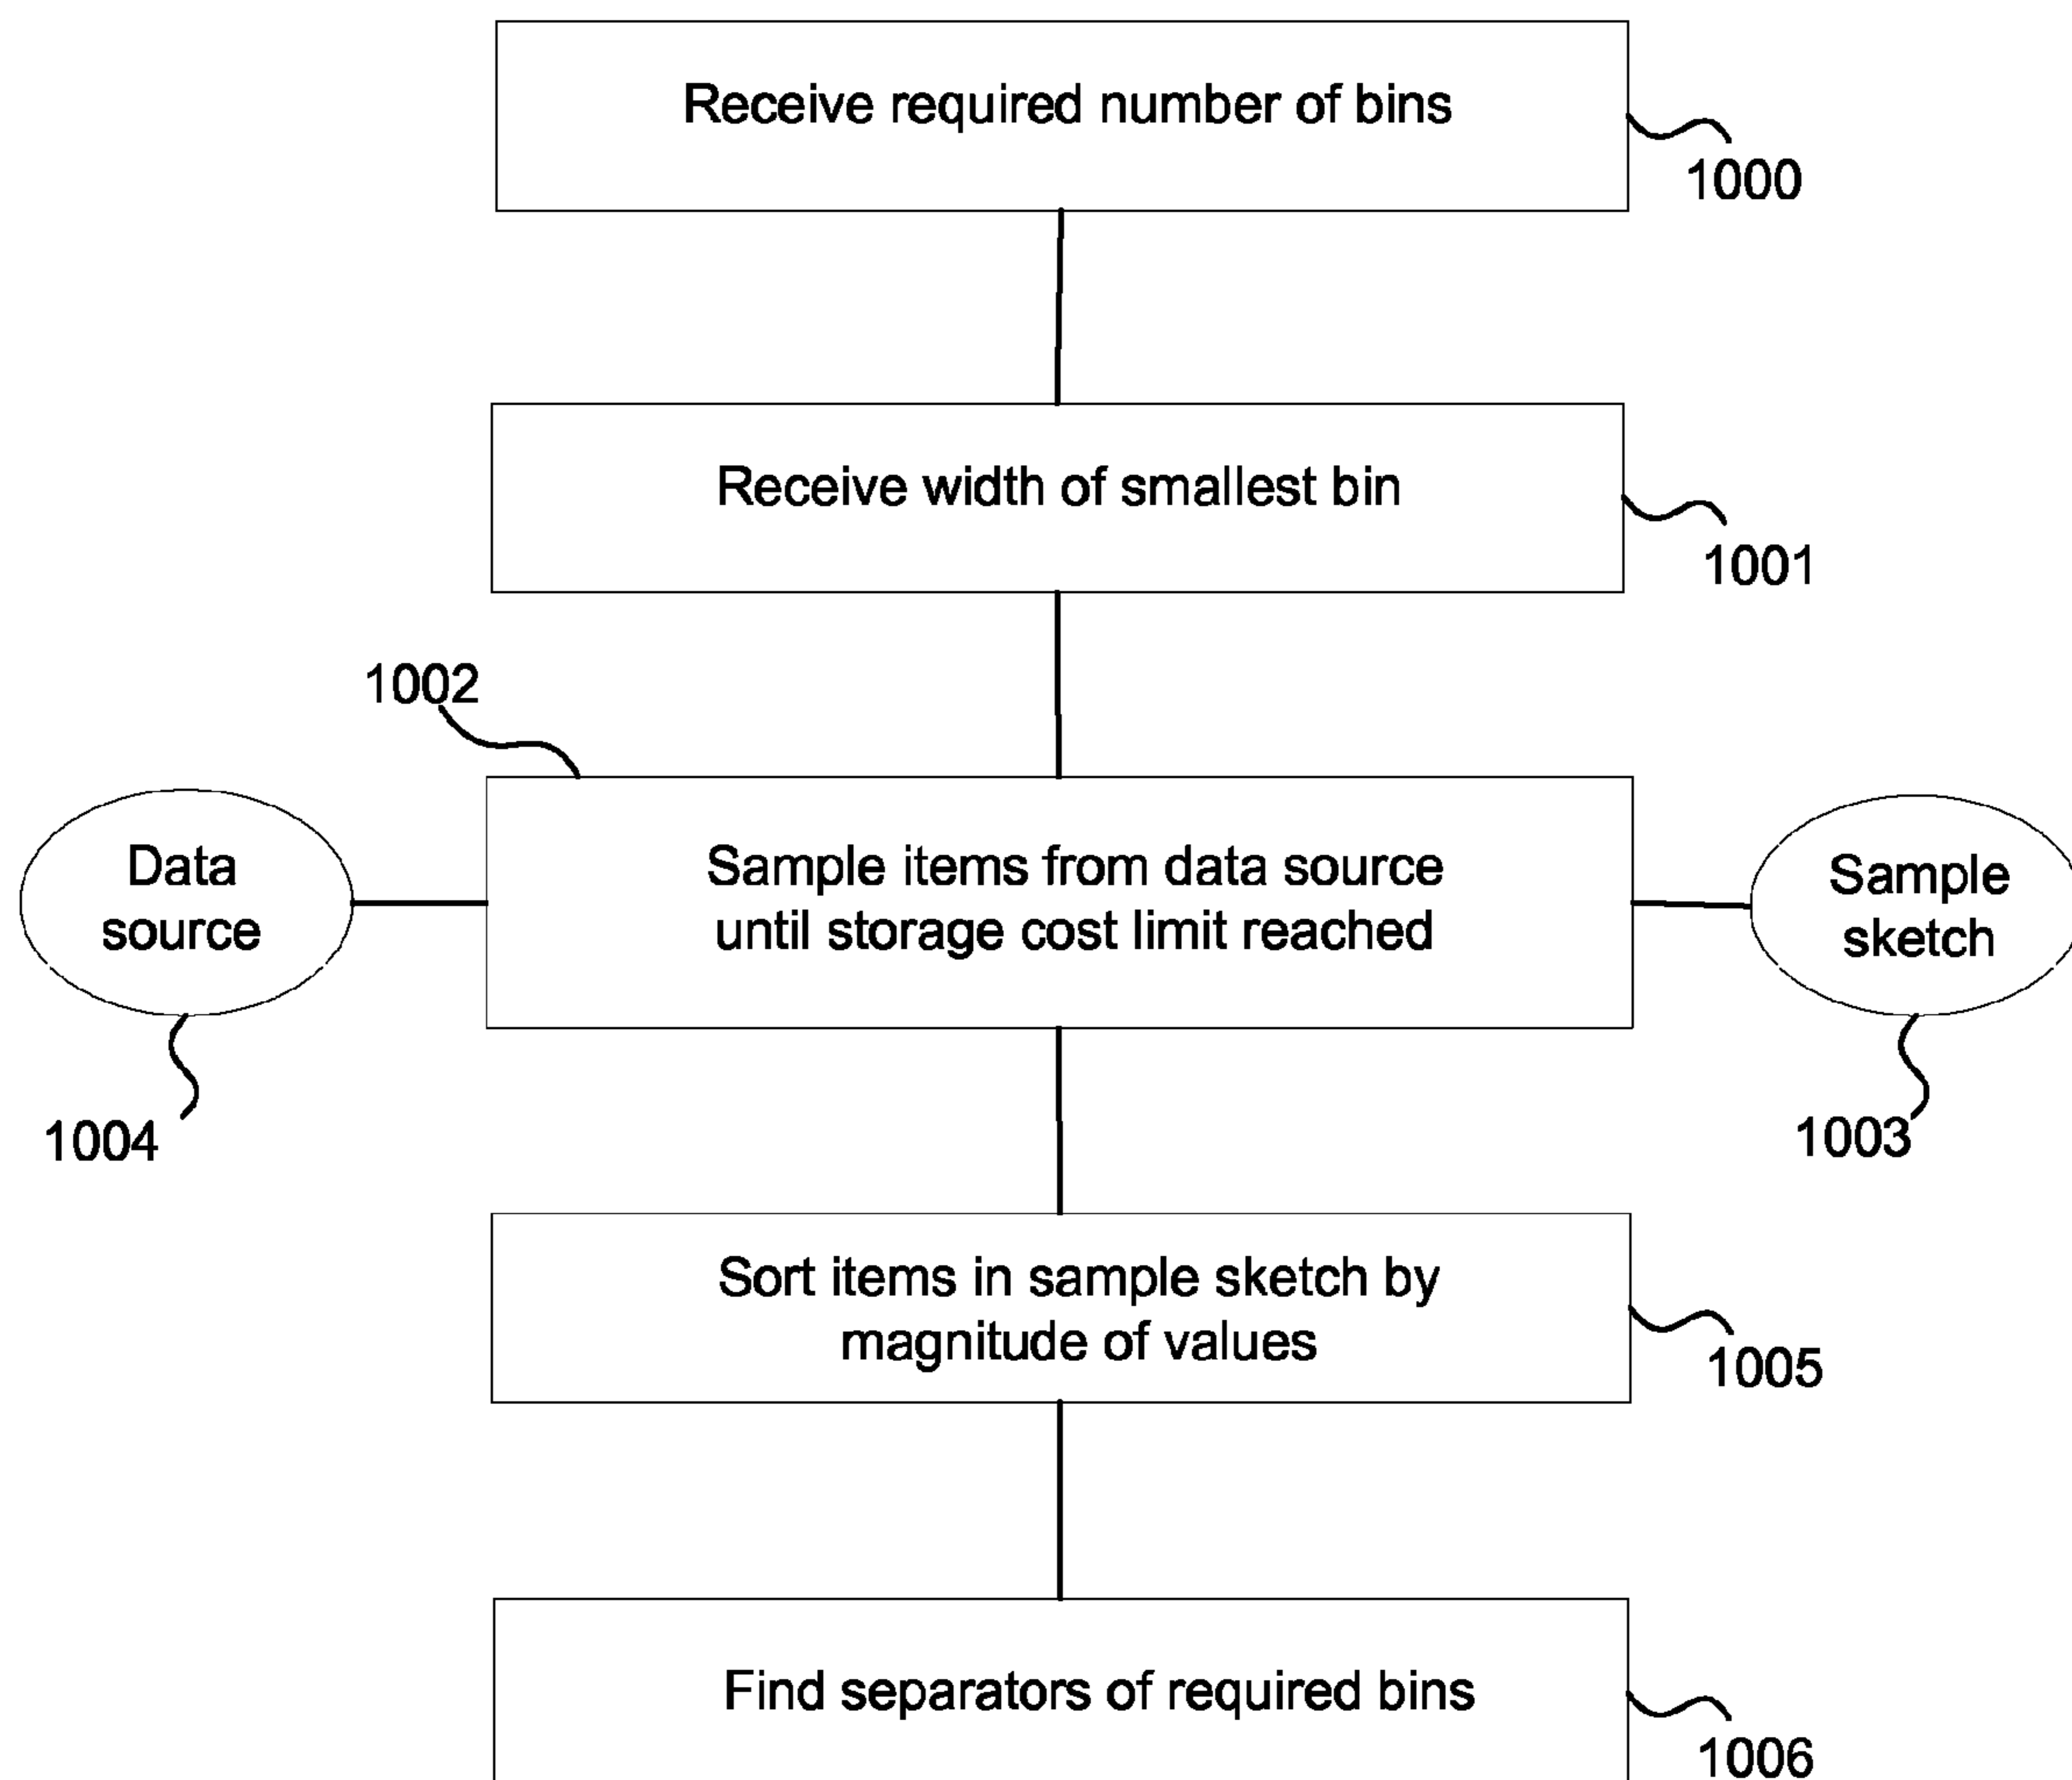 Receive required number of bins
1000
Receive width of smallest bin
1001
1002
Data
source
Sample items from data source
until storage cost limit reached
Sample
sketch
1004
1003
Sort items in sample sketch by
magnitude of values
1005
Find separators of required bins
1006